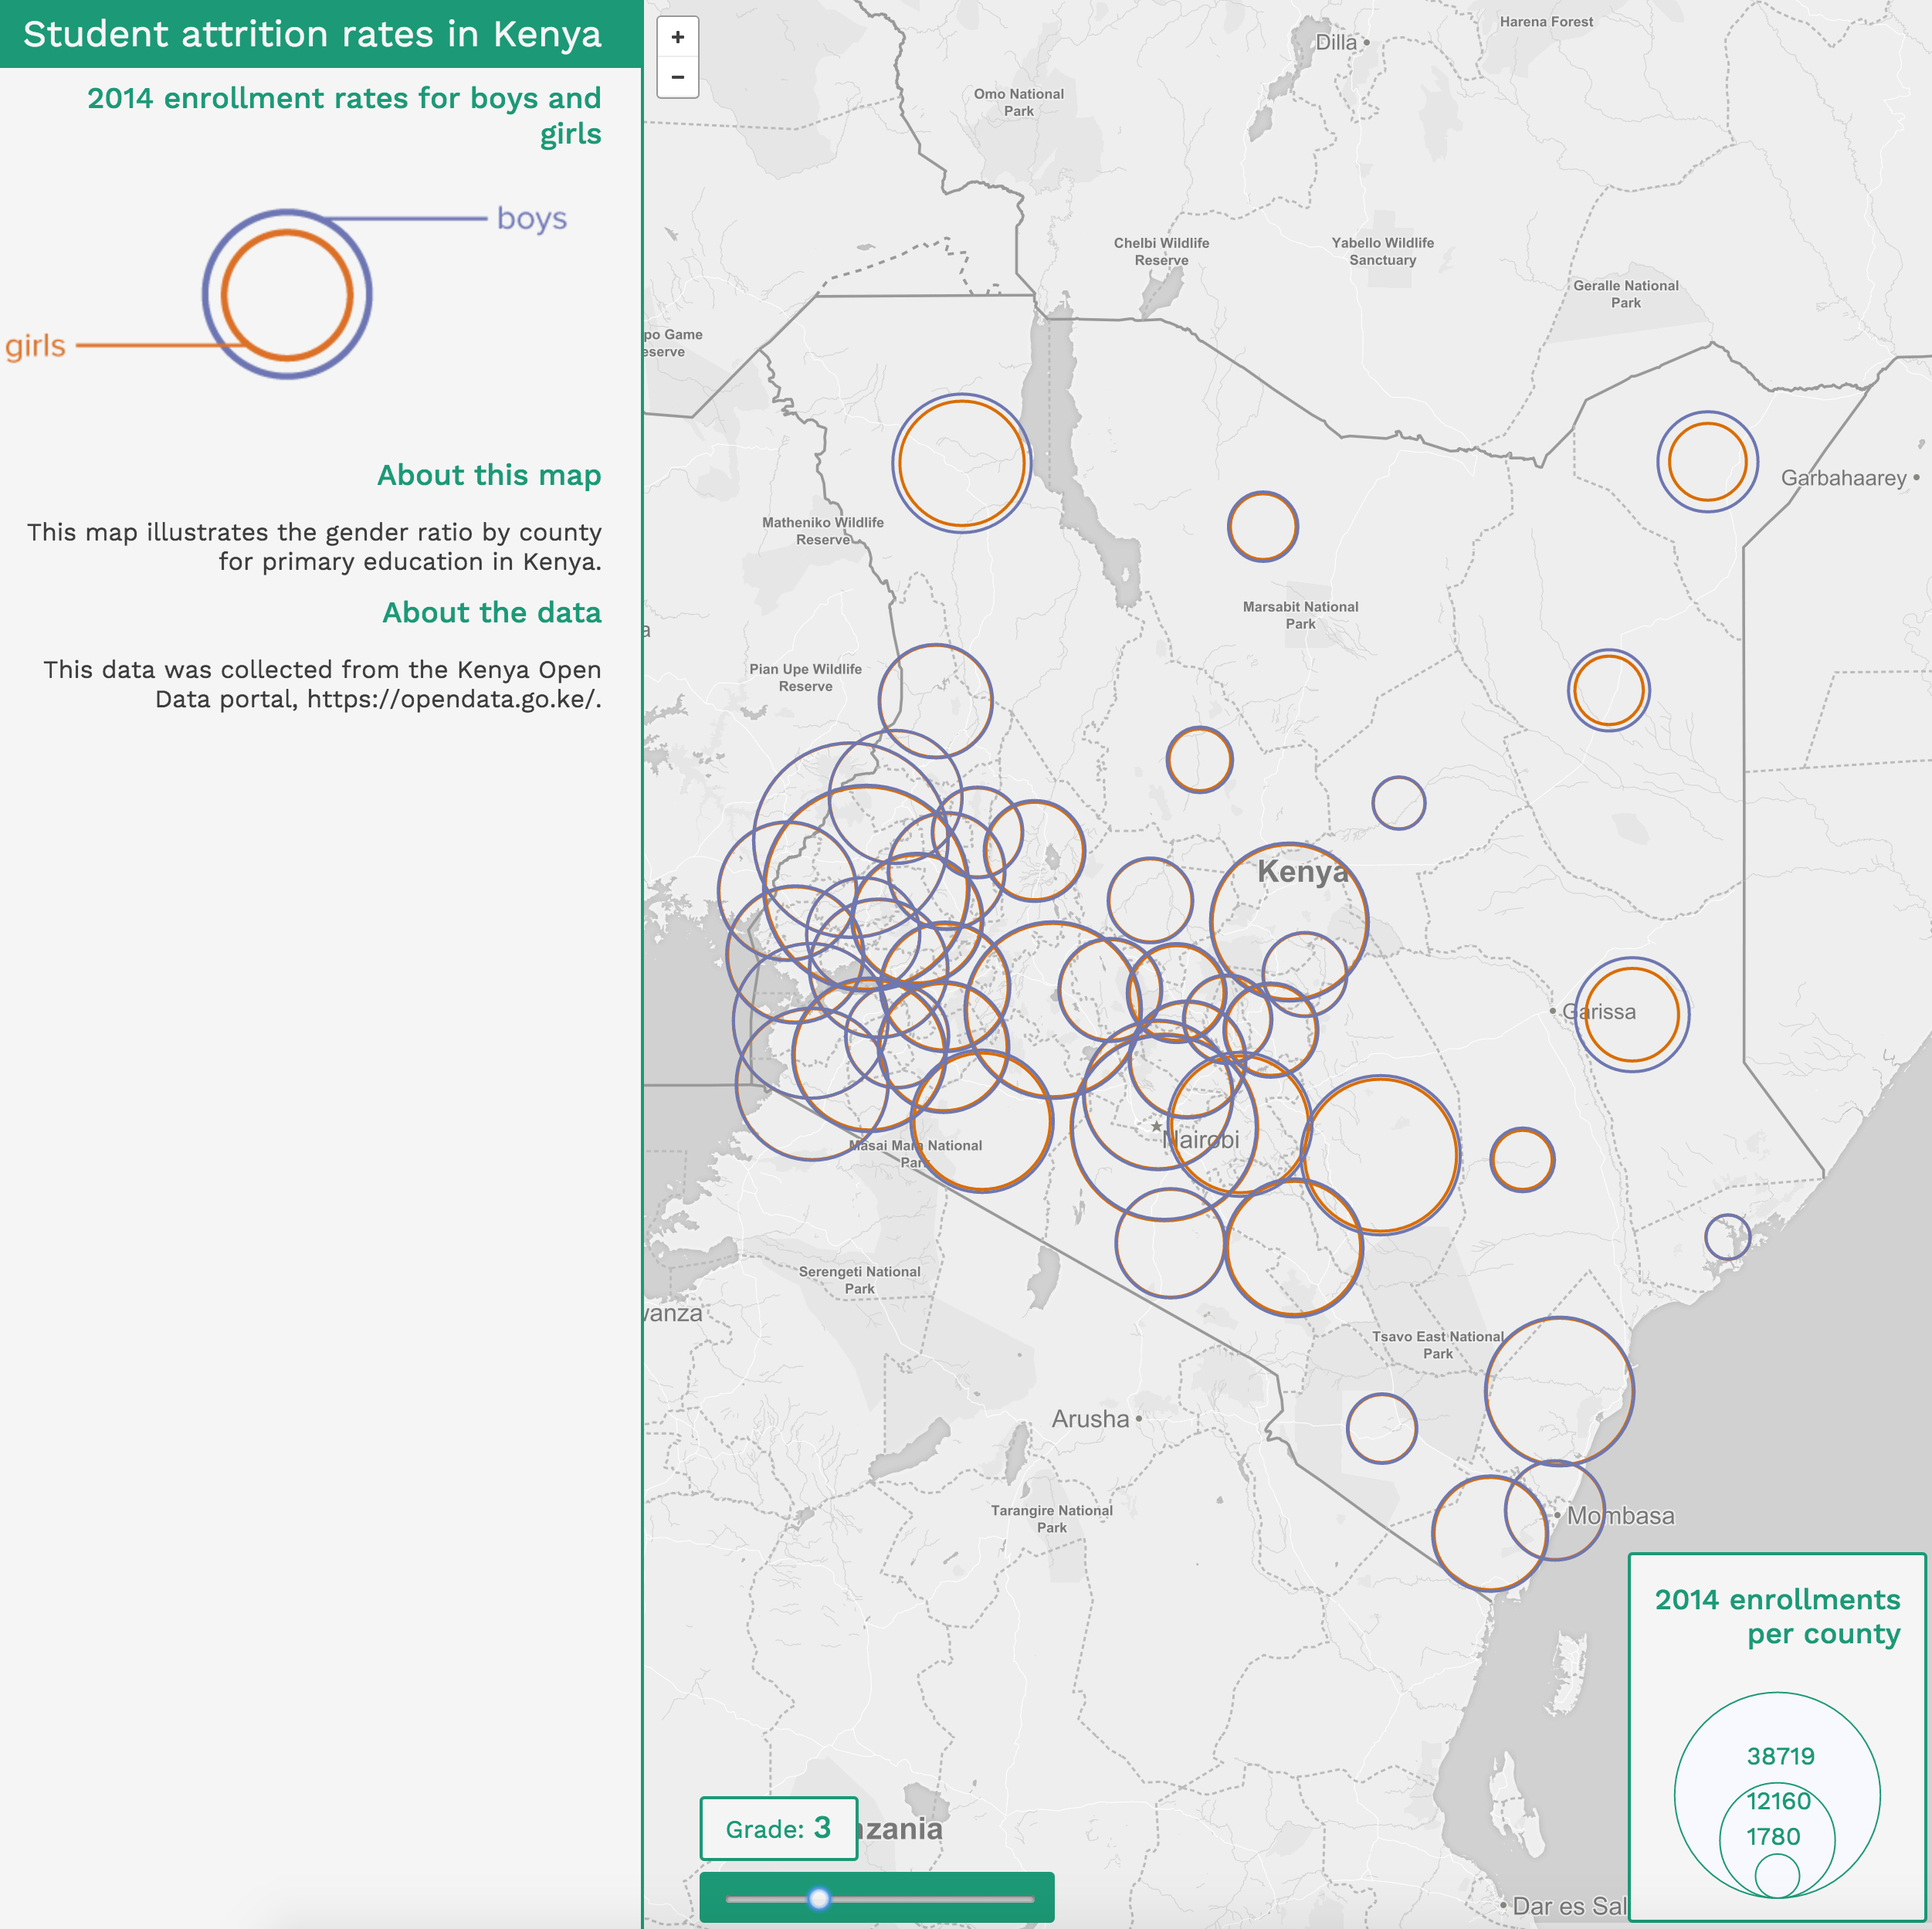 Student attrition rates in Kenya
2014 enrollment rates for boys and
girls
boys
girls
About this map
This map illustrates the gender ratio by county
for primary education in Kenya.
About the data
This data was collected from the Kenya Open
Data portal, https://opendata.go.ke/.
+
−
Harena Forest
Dilla
Omo National
Park
Chelbi Wildlife
Reserve
Yabello Wildlife
Sanctuary
Geralle National
Park
po Game
eserve
Garbahaarey
Matheniko Wildlife
Reserve
Marsabit National
Park
a
Pian Upe Wildlife
Reserve
Kenya
Garissa
Nairobi
Masai Mara National
Park
Serengeti National
Park
wanza
Tsavo East National
Park
Arusha
Tarangire National
Park
Mombasa
2014 enrollments
per county
38719
12160
1780
Grade: 3
nzania
Dar es Sal